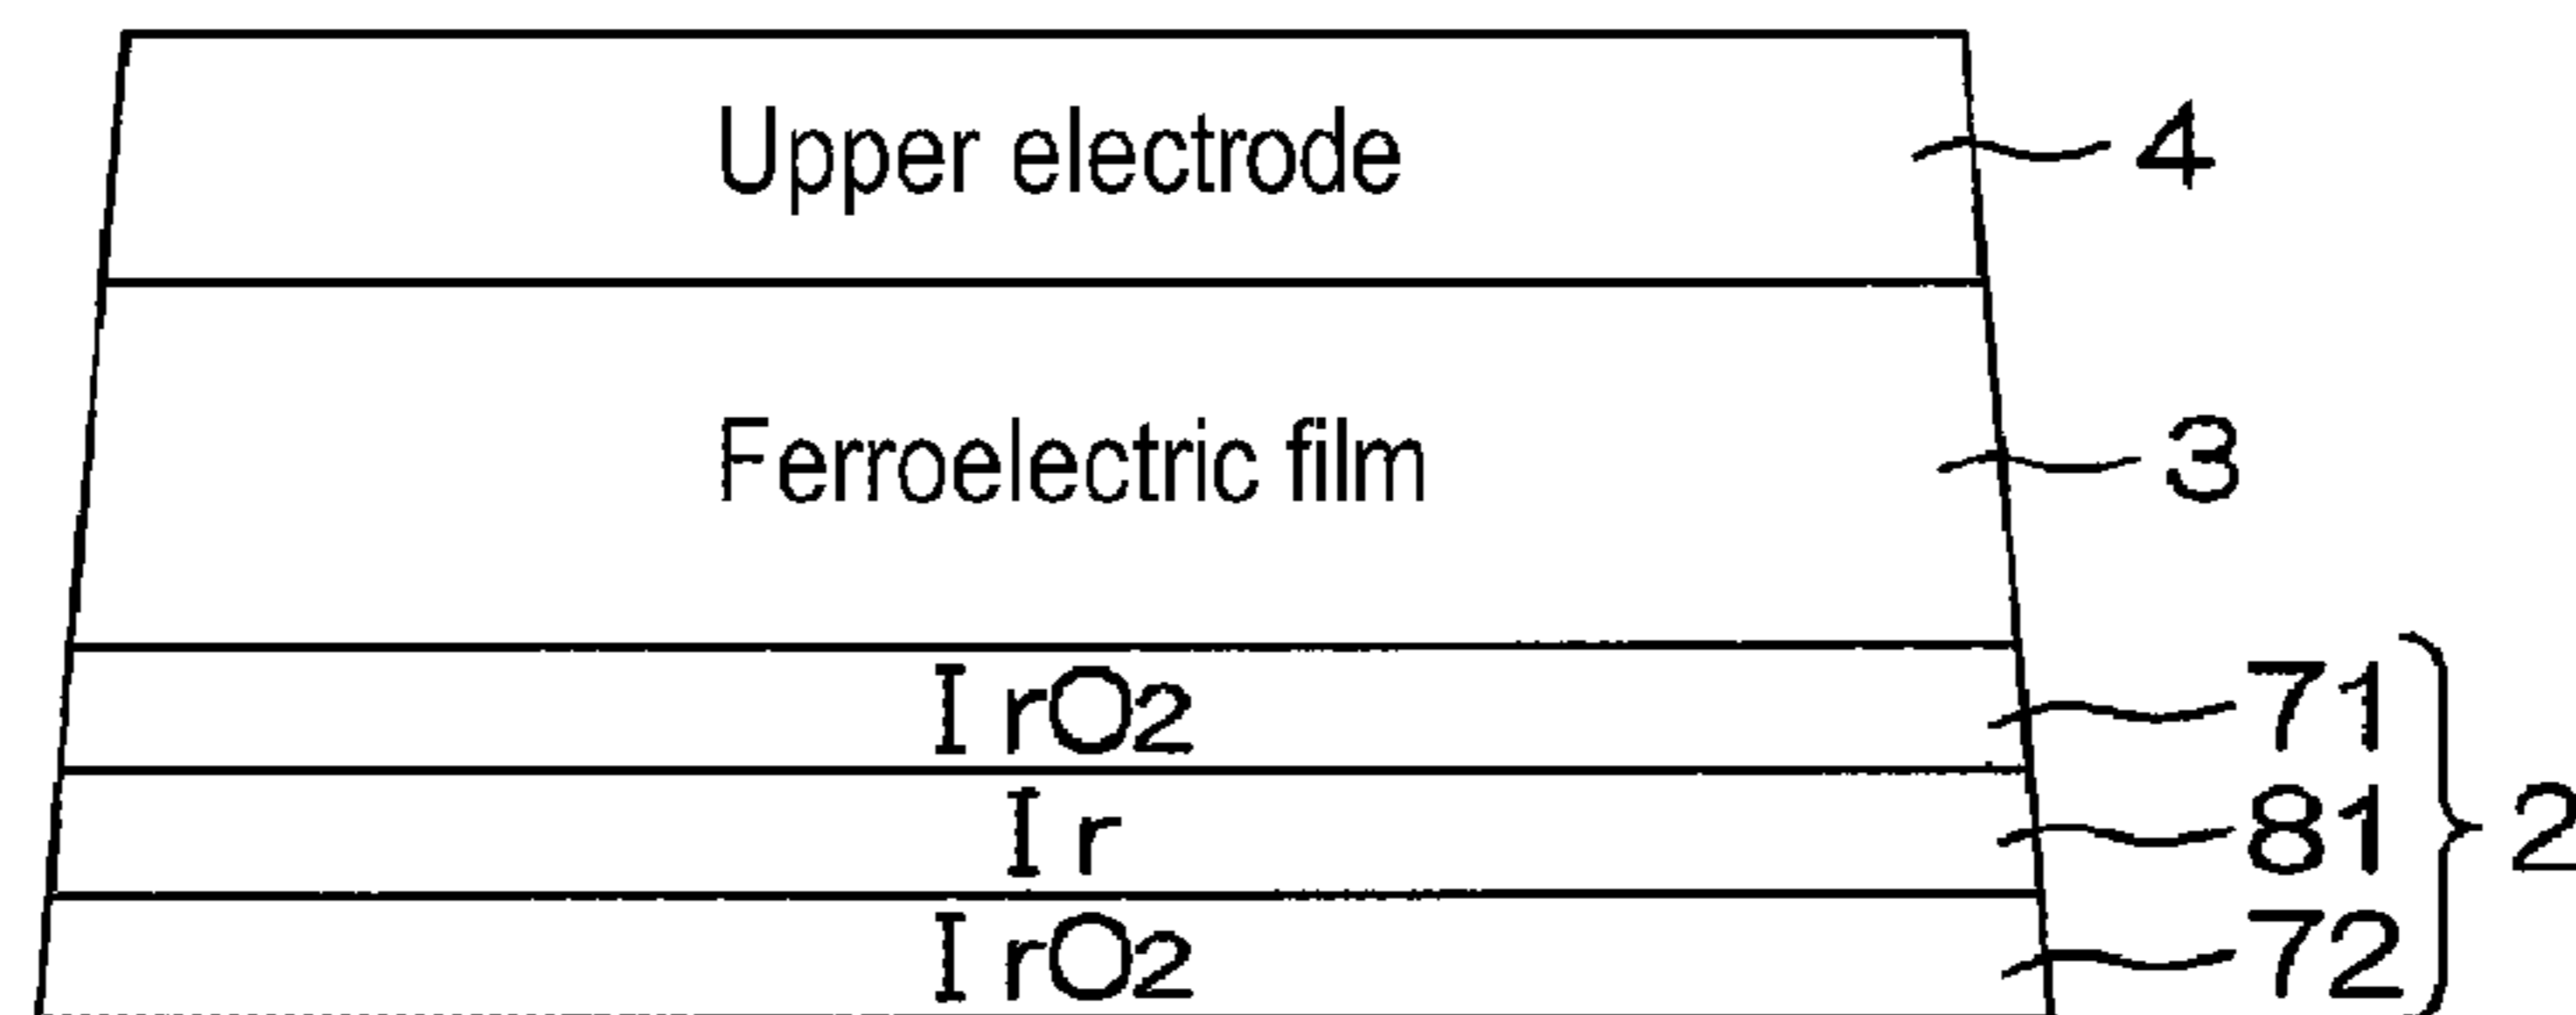 Upper electrode 4
Ferroelectric film 3
IrO2 71
Ir 81 2
IrO2 72